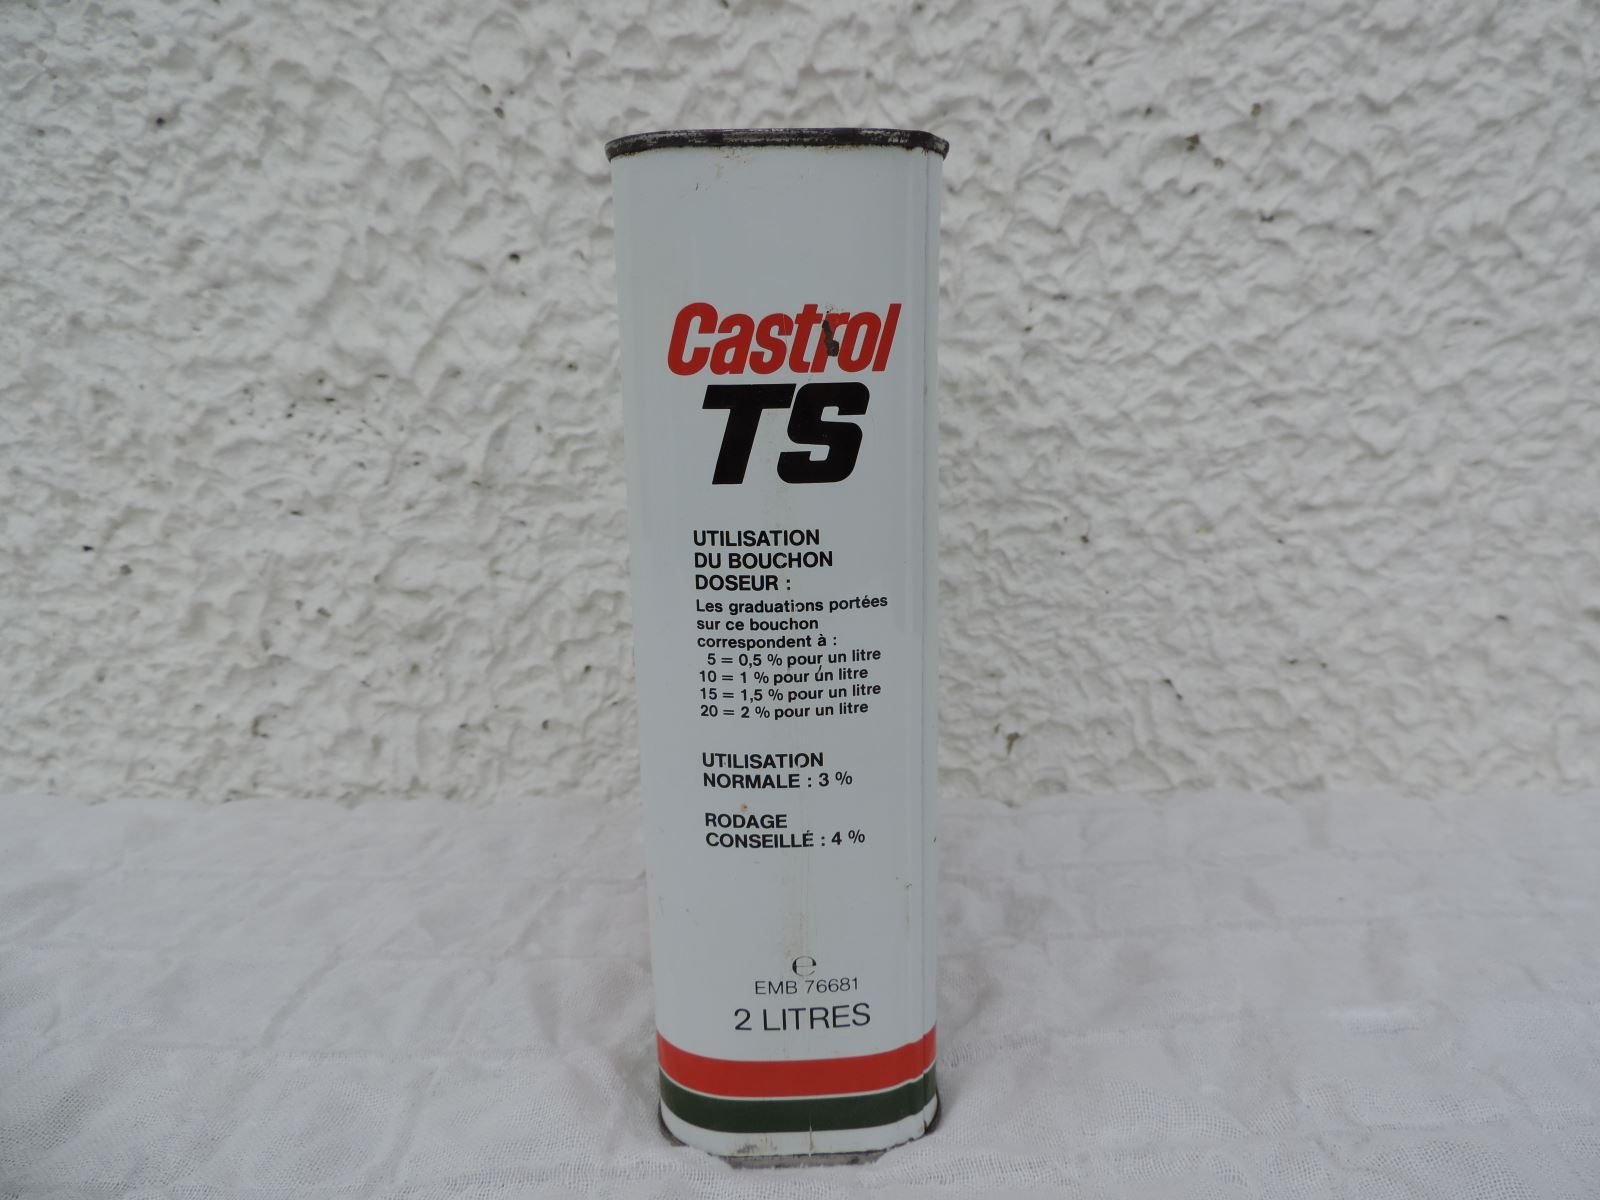 Castrol
TS
UTILISATION
DU BOUCHON
DOSEUR :
Les graduations portées
sur ce bouchon
correspondent à :
5 = 0,5 % pour un litre
10 = 1 % pour un litre
15 = 1,5 % pour un litre
20 = 2 % pour un litre
UTILISATION
NORMALE : 3 %
RODAGE
CONSEILLÉ : 4 %
℮
EMB 76681
2 LITRES